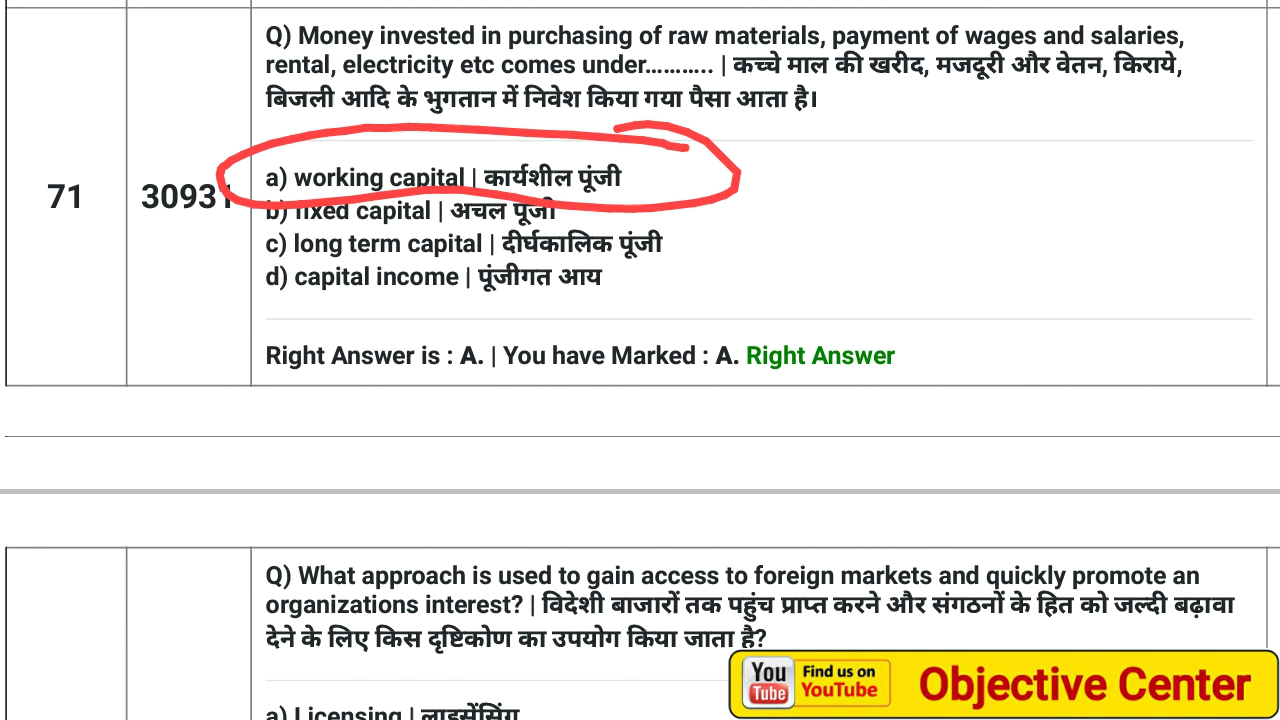 Q) Money invested in purchasing of raw materials, payment of wages and salaries,
rental, electricity etc comes under........... | कच्चे माल की खरीद, मजदूरी और वेतन, किराये,
बिजली आदि के भुगतान में निवेश किया गया पैसा आता है।
71
30931
a) working capital | कार्यशील पूंजी
b) fixed capital | अचल पूंजी
c) long term capital | दीर्घकालिक पूंजी
d) capital income | पूंजीगत आय
Right Answer is : A. | You have Marked : A. Right Answer
Q) What approach is used to gain access to foreign markets and quickly promote an
organizations interest? | विदेशी बाजारों तक पहुंच प्राप्त करने और संगठनों के हित को जल्दी बढ़ावा
देने के लिए किस दृष्टिकोण का उपयोग किया जाता है?
a) Licensing | लाइसेंसिंग
You
Tube
Find us on
YouTube
Objective Center